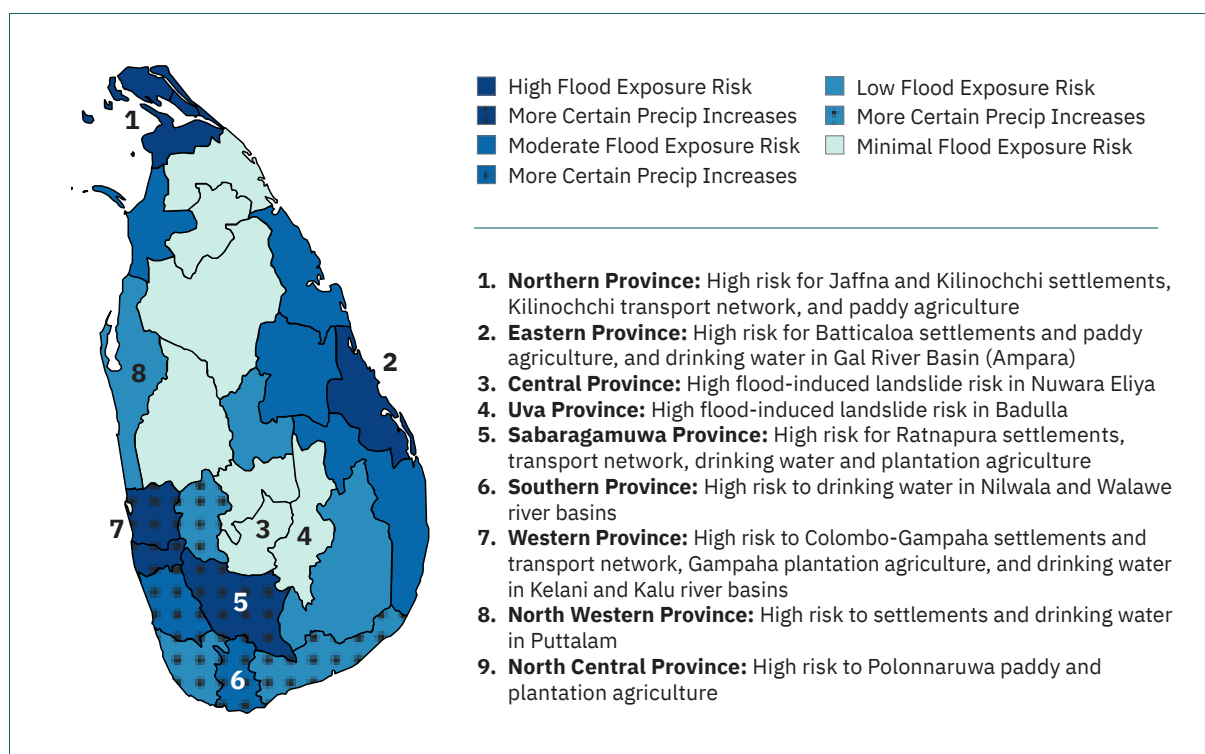 High Flood Exposure Risk
More Certain Precip Increases
Moderate Flood Exposure Risk
More Certain Precip Increases
Low Flood Exposure Risk
More Certain Precip Increases
Minimal Flood Exposure Risk
1
2
8
7
3
4
5
6
1. Northern Province: High risk for Jaffna and Kilinochchi settlements,
Kilinochchi transport network, and paddy agriculture
2. Eastern Province: High risk for Batticaloa settlements and paddy
agriculture, and drinking water in Gal River Basin (Ampara)
3. Central Province: High flood-induced landslide risk in Nuwara Eliya
4. Uva Province: High flood-induced landslide risk in Badulla
5. Sabaragamuwa Province: High risk for Ratnapura settlements,
transport network, drinking water and plantation agriculture
6. Southern Province: High risk to drinking water in Nilwala and Walawe
river basins
7. Western Province: High risk to Colombo-Gampaha settlements and
transport network, Gampaha plantation agriculture, and drinking water
in Kelani and Kalu river basins
8. North Western Province: High risk to settlements and drinking water
in Puttalam
9. North Central Province: High risk to Polonnaruwa paddy and
plantation agriculture